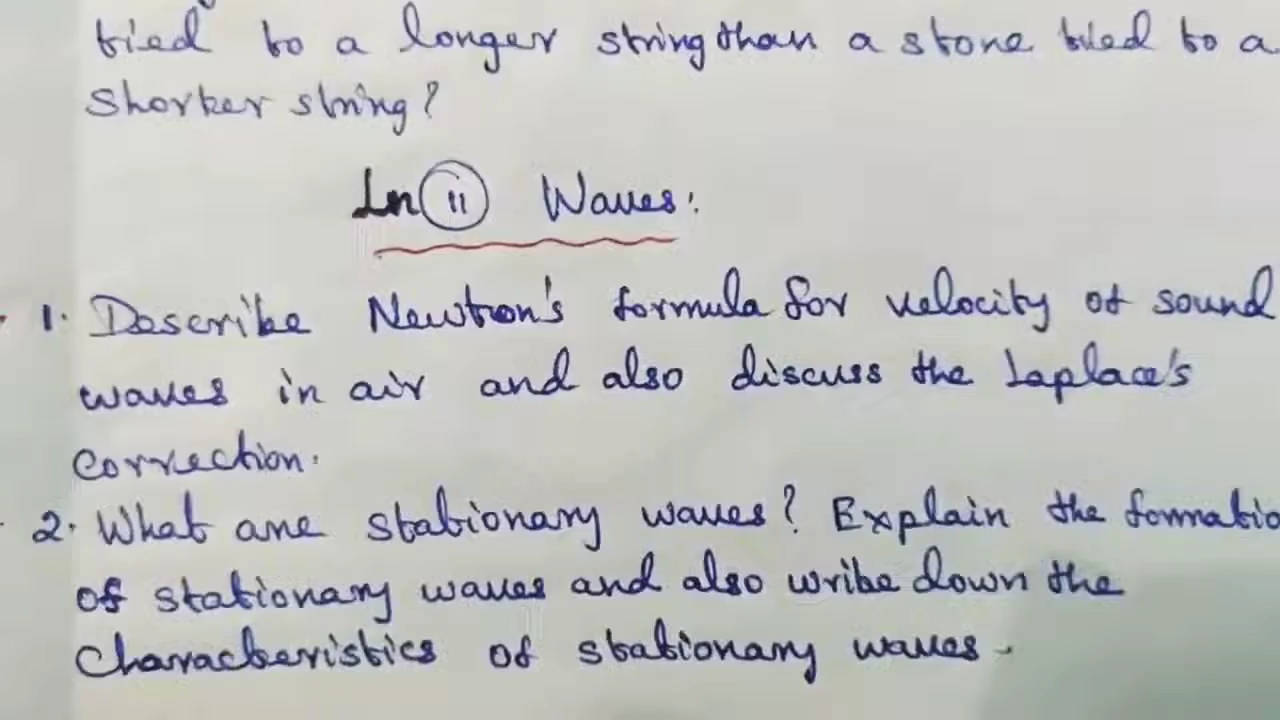 tied to a longer string than a stone tied to a
shorter string?
Ln 11 Waves:
1. Describe Newton's formula for velocity of sound
waves in air and also discuss the Laplace's
correction.
2. What are stationary waves? Explain the formatio
of stationary waves and also write down the
characteristics of stationary waves.